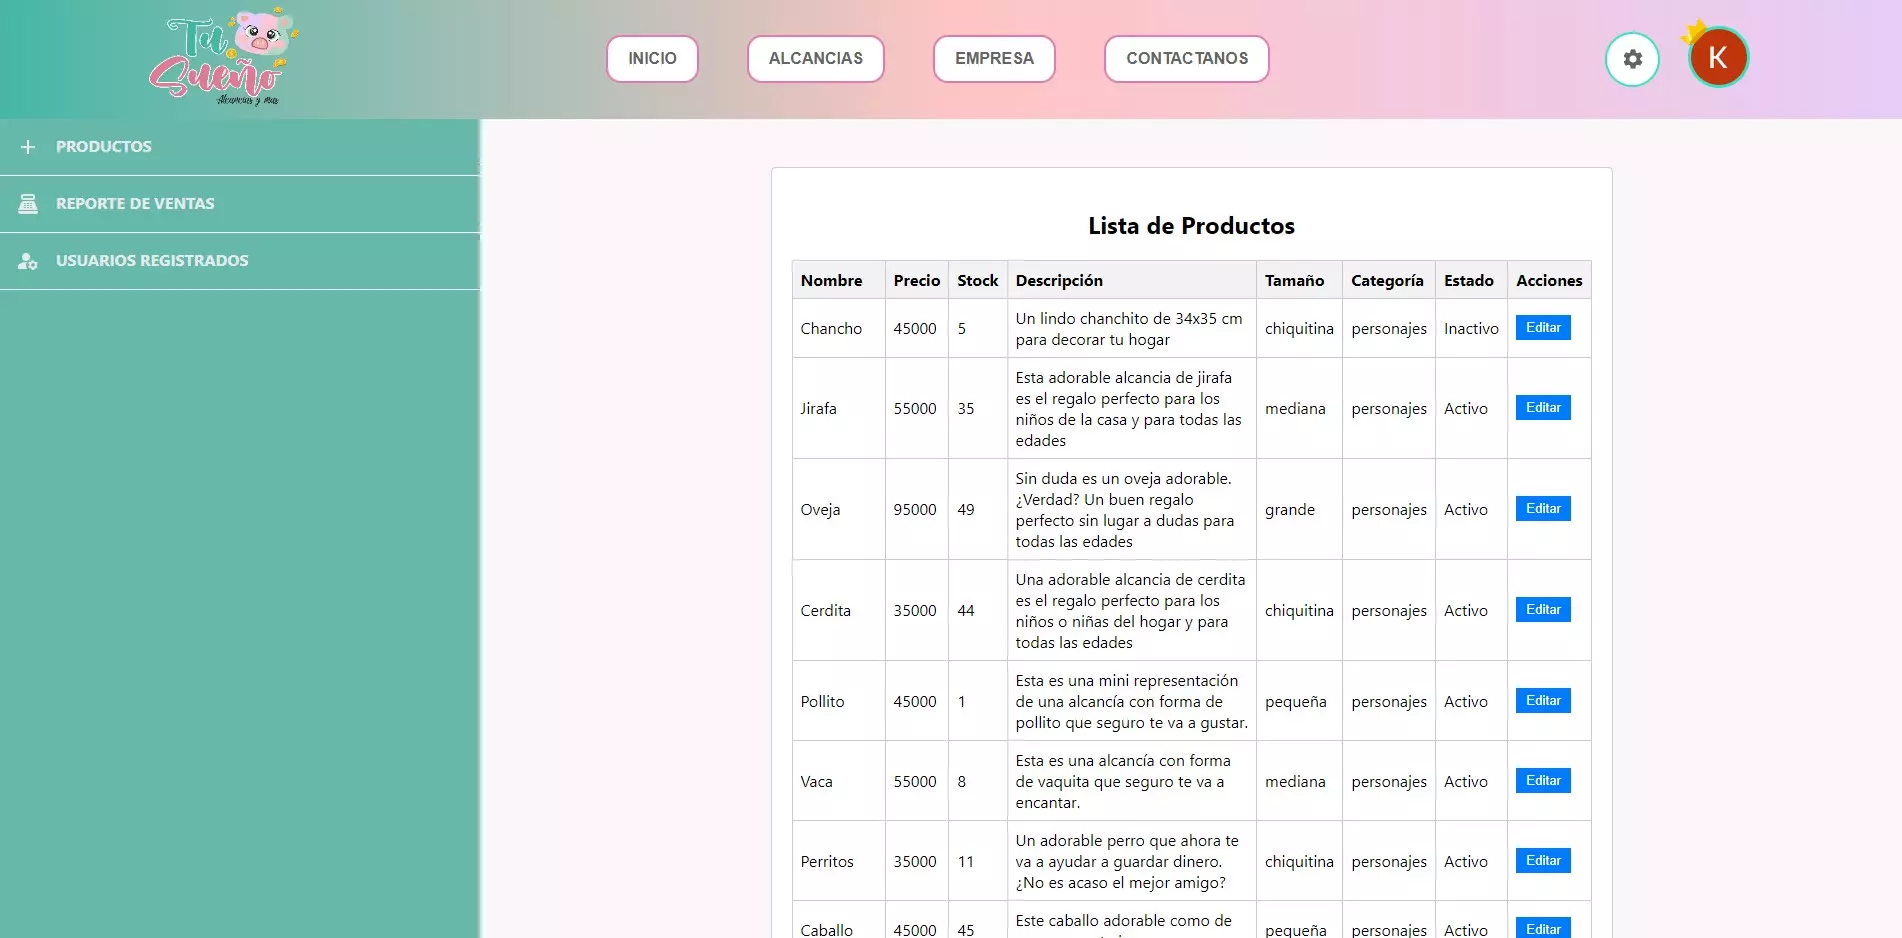 Tu
Sueño
Alcancias y mas
INICIO
ALCANCIAS
EMPRESA
CONTACTANOS
K
PRODUCTOS
REPORTE DE VENTAS
USUARIOS REGISTRADOS
Lista de Productos
Nombre Precio Stock Descripción Tamaño Categoría Estado Acciones
Chancho 45000 5 Un lindo chanchito de 34x35 cm
para decorar tu hogar
chiquitina personajes Inactivo Editar
Jirafa 55000 35 Esta adorable alcancia de jirafa
es el regalo perfecto para los
niños de la casa y para todas las
edades
mediana personajes Activo Editar
Oveja 95000 49 Sin duda es un oveja adorable.
¿Verdad? Un buen regalo
perfecto sin lugar a dudas para
todas las edades
grande personajes Activo Editar
Cerdita 35000 44 Una adorable alcancia de cerdita
es el regalo perfecto para los
niños o niñas del hogar y para
todas las edades
chiquitina personajes Activo Editar
Pollito 45000 1 Esta es una mini representación
de una alcancía con forma de
pollito que seguro te va a gustar.
pequeña personajes Activo Editar
Vaca 55000 8 Esta es una alcancía con forma
de vaquita que seguro te va a
encantar.
mediana personajes Activo Editar
Perritos 35000 11 Un adorable perro que ahora te
va a ayudar a guardar dinero.
¿No es acaso el mejor amigo?
chiquitina personajes Activo Editar
Caballo 45000 45 Este caballo adorable como de
pequeña personajes Activo Editar